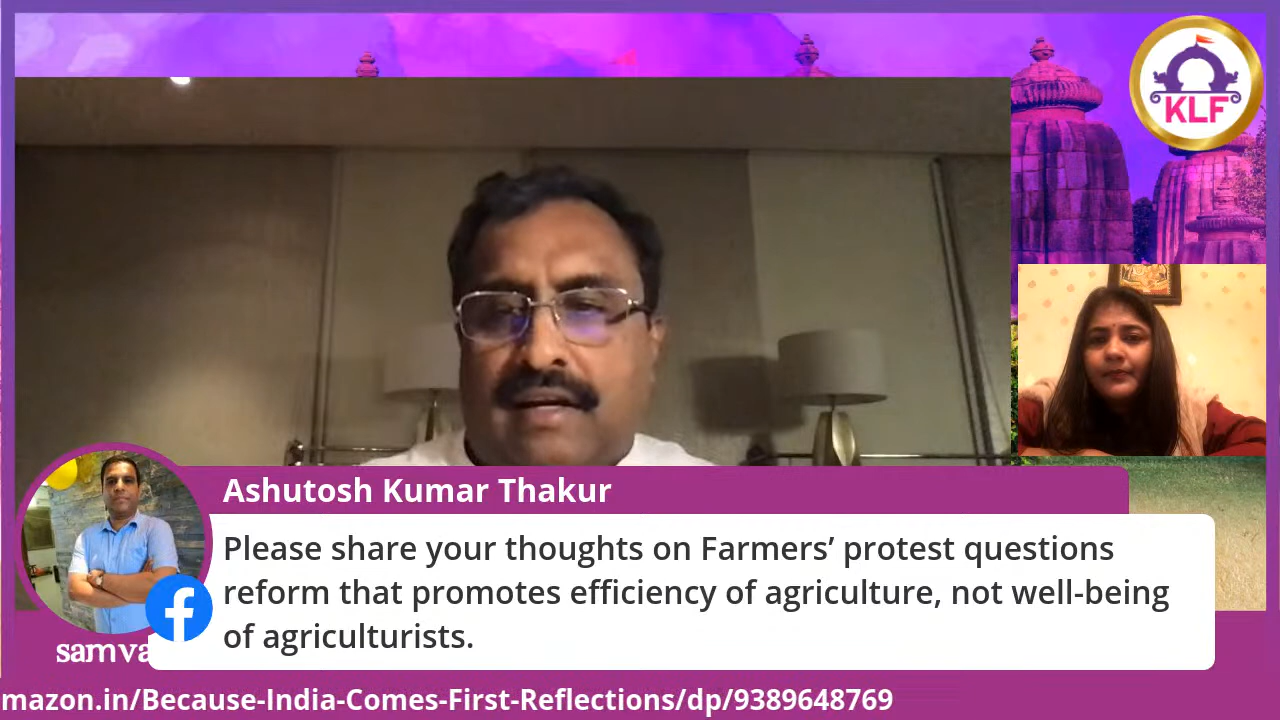 KLF
Ashutosh Kumar Thakur
Please share your thoughts on Farmers’ protest questions
reform that promotes efficiency of agriculture, not well-being
of agriculturists.
samva
mazon.in/Because-India-Comes-First-Reflections/dp/9389648769